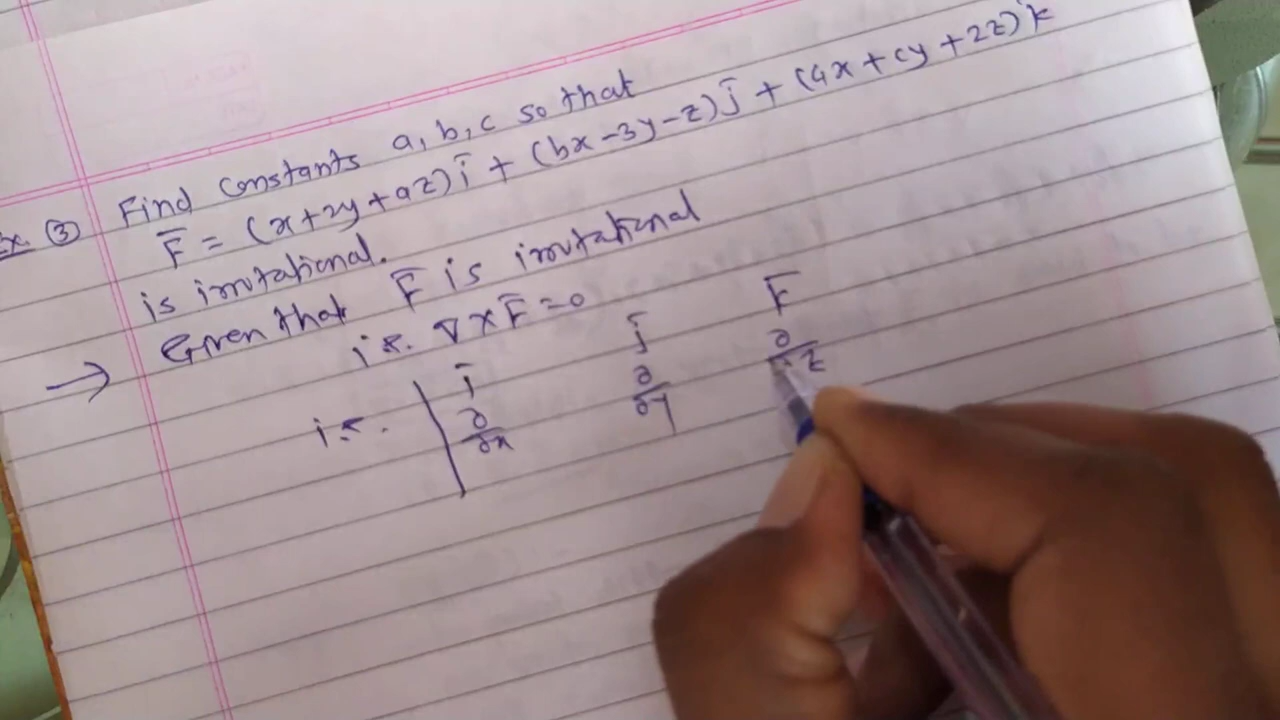 Ex. ③ Find constants a, b, c so that
F̄ = (x+2y+az)ī + (bx-3y-z)j̄ + (4x+cy+2z)k̄
is irrotational.
→ Given that F̄ is irrotational
i.e. ∇×F̄=0
i.e. | ī j̄ k̄
∂/∂x ∂/∂y ∂/∂z